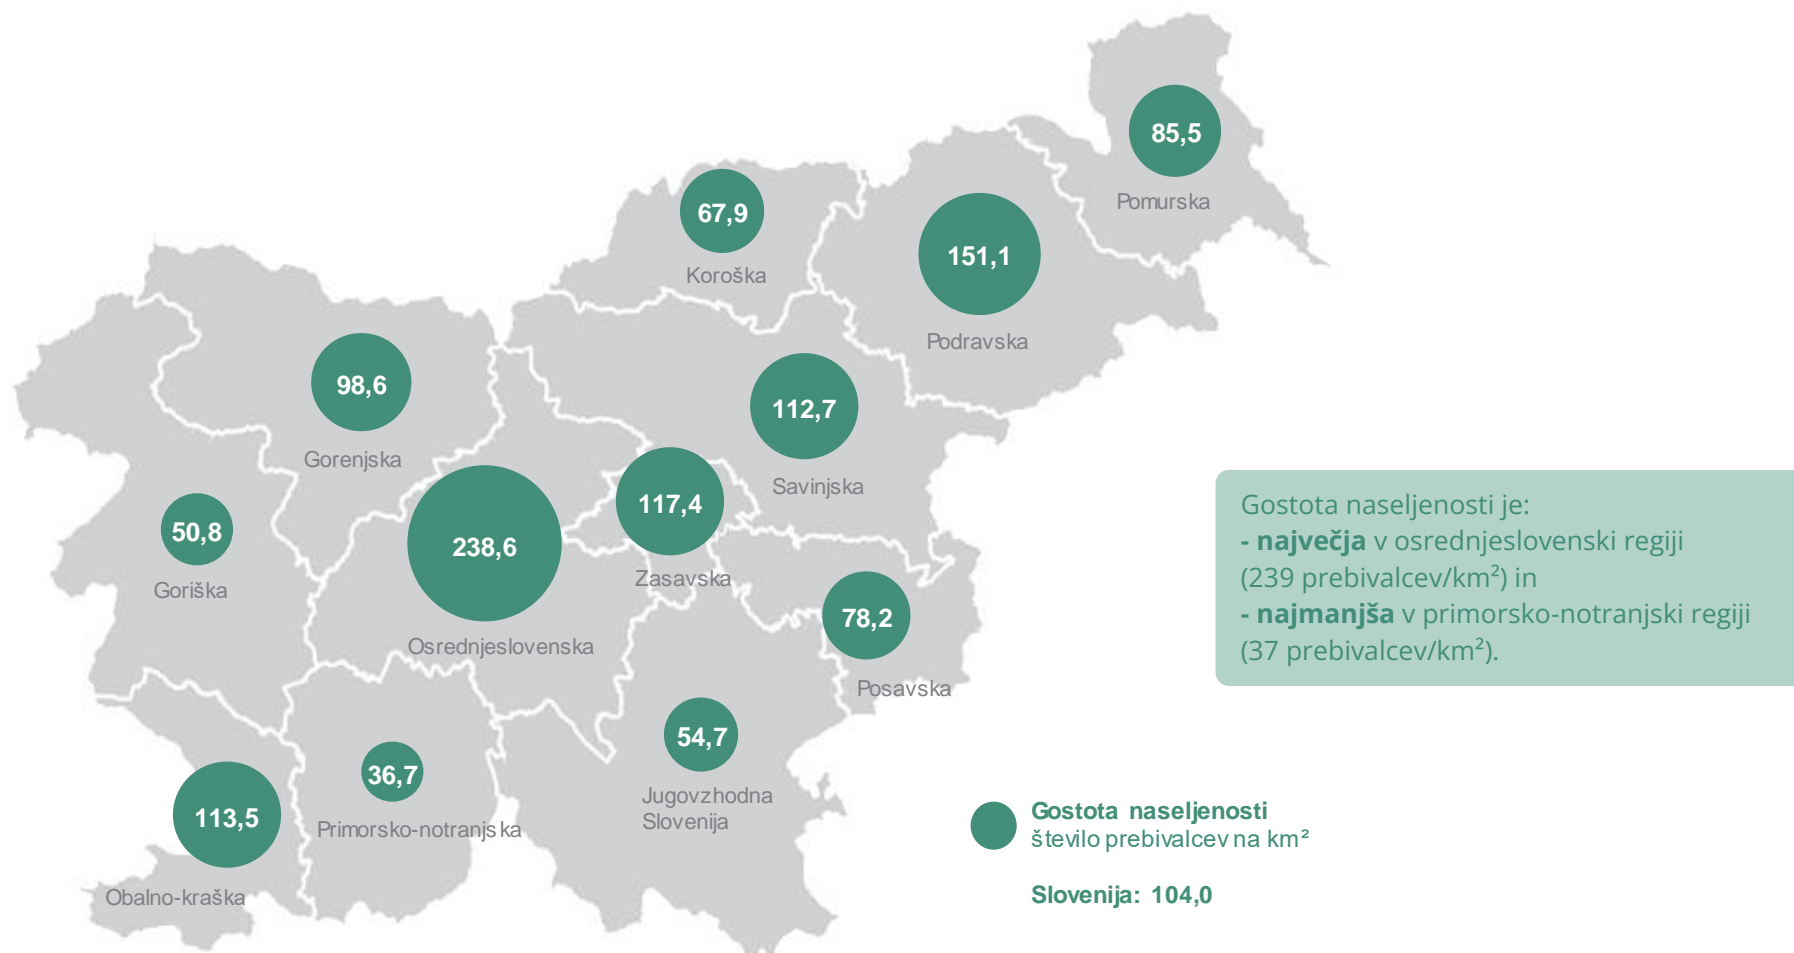 85,5
Pomurska
67,9
Koroška
151,1
Podravska
98,6
Gorenjska
112,7
Savinjska
50,8
Goriška
238,6
Osrednjeslovenska
117,4
Zasavska
78,2
Posavska
54,7
Jugovzhodna
Slovenija
36,7
Primorsko-notranjska
113,5
Obalno-kraška
Gostota naseljenosti je:
- največja v osrednjeslovenski regiji
(239 prebivalcev/km²) in
- najmanjša v primorsko-notranjski regiji
(37 prebivalcev/km²).
Gostota naseljenosti
število prebivalcev na km²
Slovenija: 104,0